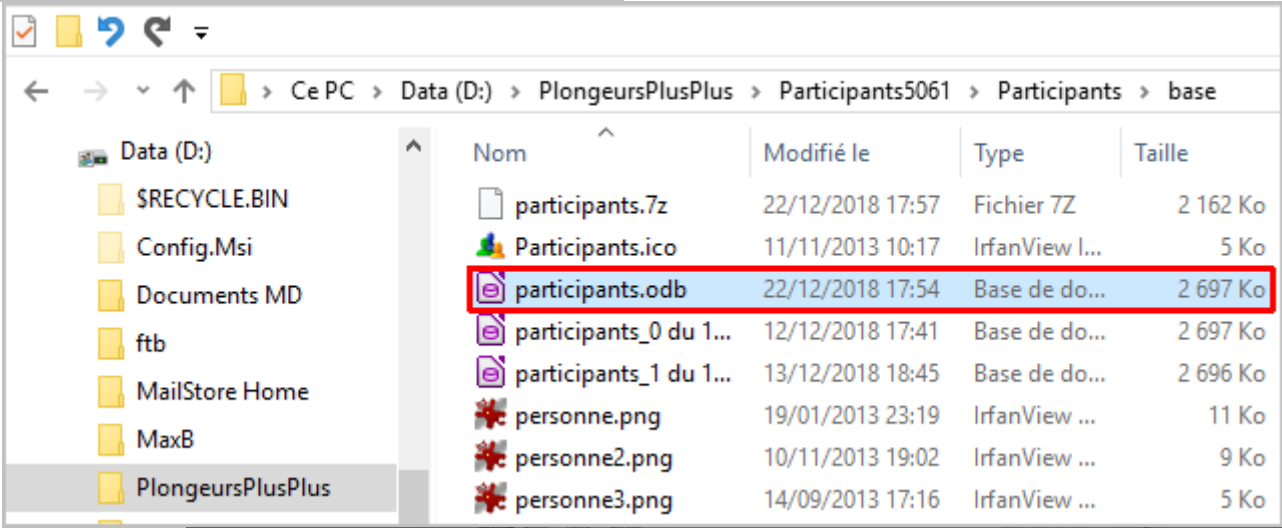 Ce PC > Data (D:) > PlongeursPlusPlus > Participants5061 > Participants > base
Data (D:)
$RECYCLE.BIN
Config.Msi
Documents MD
ftb
MailStore Home
MaxB
PlongeursPlusPlus
Nom Modifié le Type Taille
participants.7z 22/12/2018 17:57 Fichier 7Z 2 162 Ko
Participants.ico 11/11/2013 10:17 IrfanView I... 5 Ko
participants.odb 22/12/2018 17:54 Base de do... 2 697 Ko
participants_0 du 1... 12/12/2018 17:41 Base de do... 2 697 Ko
participants_1 du 1... 13/12/2018 18:45 Base de do... 2 696 Ko
personne.png 19/01/2013 23:19 IrfanView ... 11 Ko
personne2.png 10/11/2013 19:02 IrfanView ... 9 Ko
personne3.png 14/09/2013 17:16 IrfanView ... 5 Ko